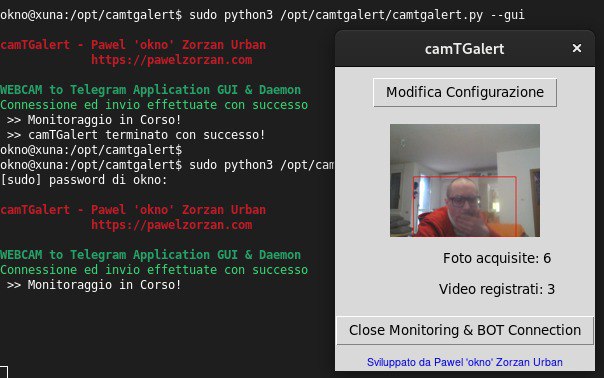 okno@xuna:/opt/camtgalert$ sudo python3 /opt/camtgalert/camtgalert.py --gui
camTGalert - Pawel 'okno' Zorzan Urban
https://pawelzorzan.com
WEBCAM to Telegram Application GUI & Daemon
Connessione ed invio effettuate con successo
>> Monitoraggio in Corso!
>> camTGalert terminato con successo!
okno@xuna:/opt/camtgalert$
okno@xuna:/opt/camtgalert$ sudo python3 /opt/cam
[sudo] password di okno:
camTGalert - Pawel 'okno' Zorzan Urban
https://pawelzorzan.com
WEBCAM to Telegram Application GUI & Daemon
Connessione ed invio effettuate con successo
>> Monitoraggio in Corso!
camTGalert
×
Modifica Configurazione
Foto acquisite: 6
Video registrati: 3
Close Monitoring & BOT Connection
Sviluppato da Pawel 'okno' Zorzan Urban